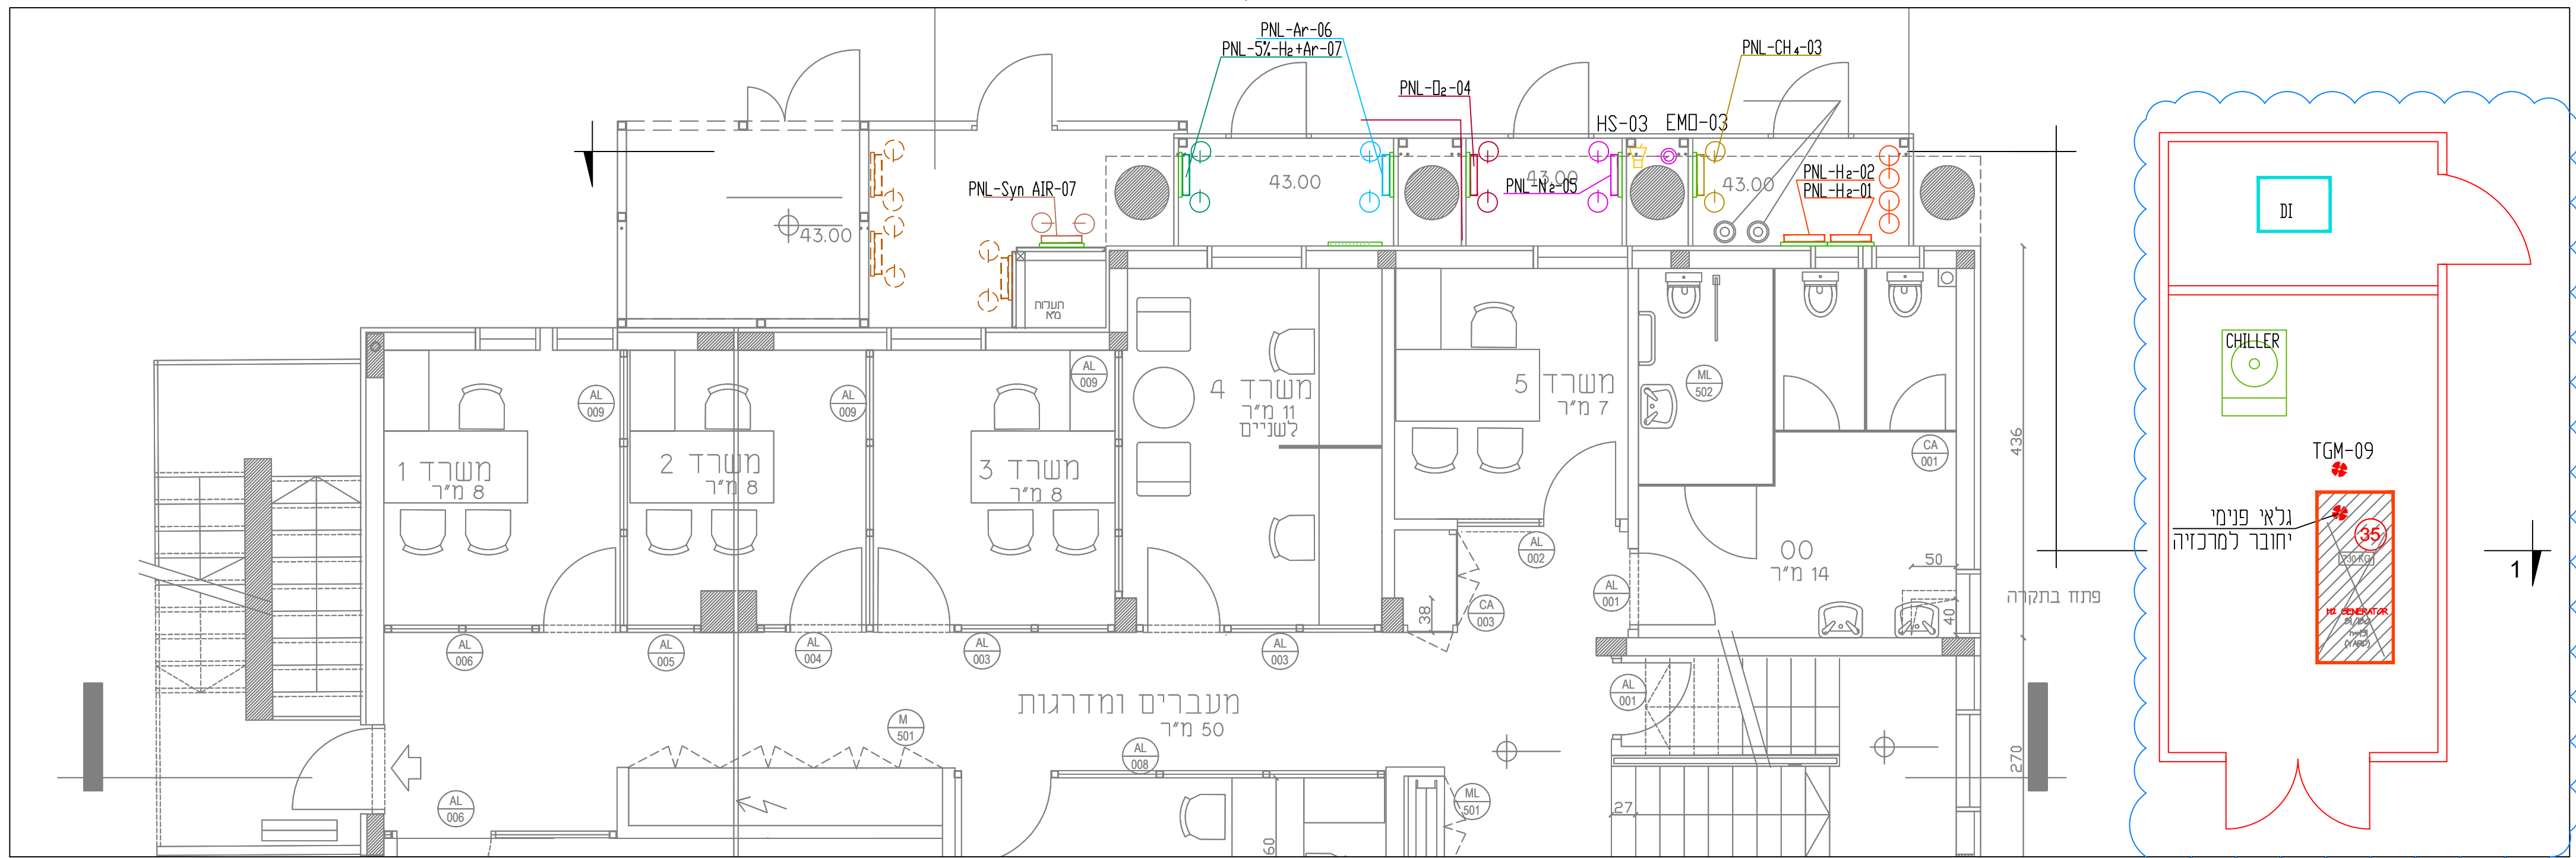 PNL-Ar-06
PNL-5%-H₂+Ar-07
PNL-CH₄-03
PNL-O₂-04
HS-03
EMO-03
PNL-Syn AIR-07
43.00
43.00
43.00
43.00
PNL-N₂-05
PNL-H₂-02
PNL-H₂-01
DI
תעלות
מ"א
CHILLER
TGM-09
גלאי פנימי
יחובר למרכזיה
35
730 KG
H2 GENERATOR
1
משרד 1
8 מ"ר
משרד 2
8 מ"ר
משרד 3
8 מ"ר
משרד 4
11 מ"ר
לשניים
משרד 5
7 מ"ר
00
14 מ"ר
AL
009
AL
009
AL
009
ML
502
CA
001
AL
002
AL
001
CA
003
38
50
40
436
270
פתח בתקרה
AL
006
AL
005
AL
004
AL
003
AL
003
AL
001
מעברים ומדרגות
50 מ"ר
M
501
AL
008
ML
501
AL
006
27
60